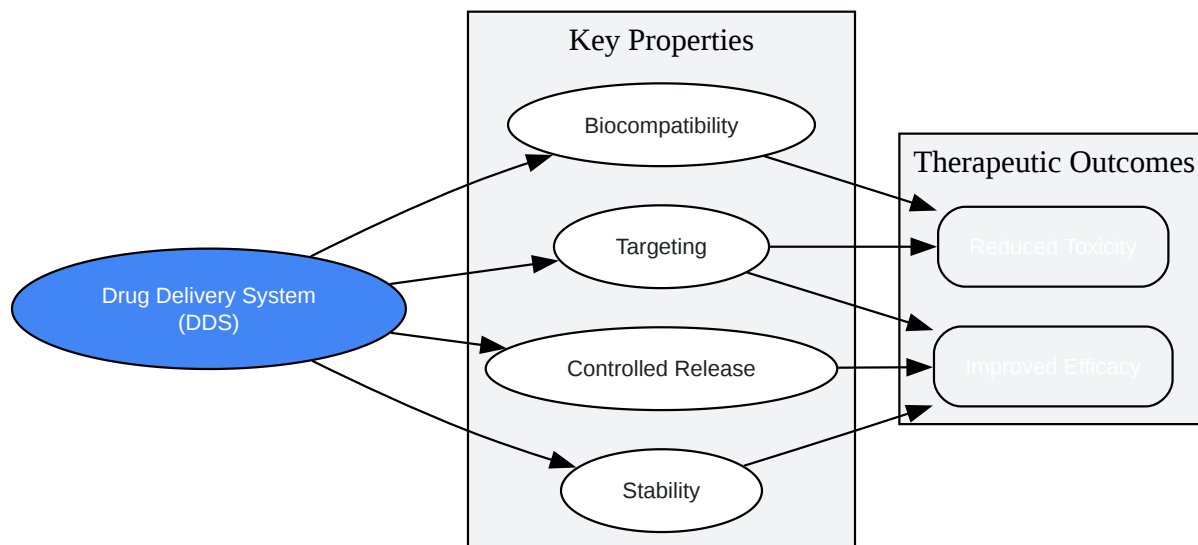 Key Properties
Biocompatibility
Therapeutic Outcomes
Reduced Toxicity
Targeting
Drug Delivery System
(DDS)
Controlled Release
Improved Efficacy
Stability